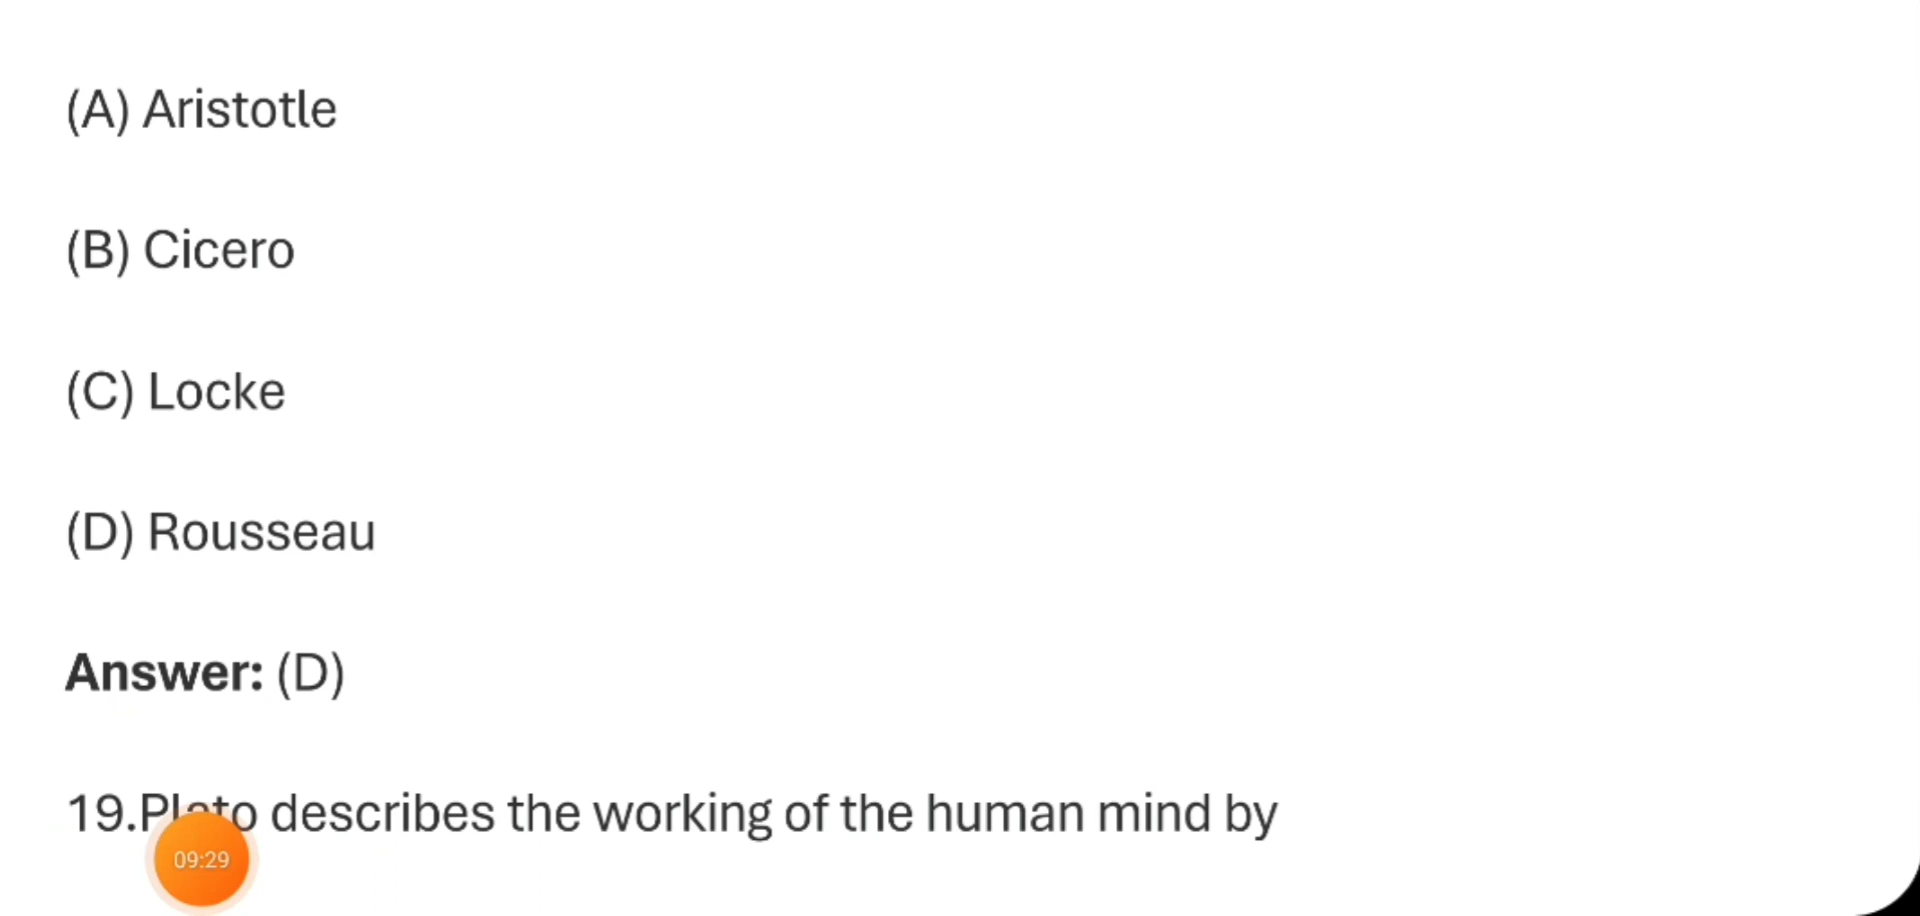 (A) Aristotle
(B) Cicero
(C) Locke
(D) Rousseau
Answer: (D)
19.Plato describes the working of the human mind by
09:29